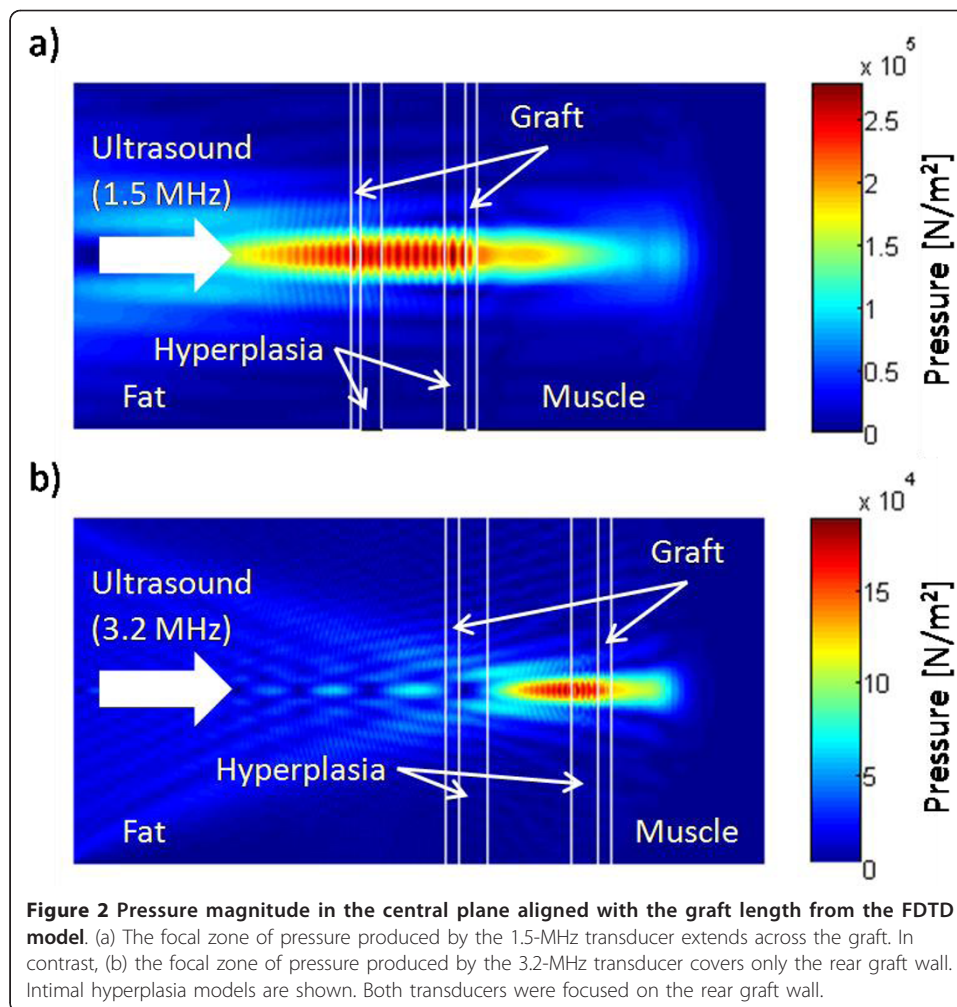 a)
x 10⁵
Graft
Ultrasound
(1.5 MHz)
2.5
2
1.5
1
0.5
0
Pressure [N/m²]
Hyperplasia
Fat
Muscle
b)
x 10⁴
Graft
Ultrasound
(3.2 MHz)
15
10
5
0
Pressure [N/m²]
Hyperplasia
Fat
Muscle
Figure 2 Pressure magnitude in the central plane aligned with the graft length from the FDTD
model. (a) The focal zone of pressure produced by the 1.5-MHz transducer extends across the graft. In
contrast, (b) the focal zone of pressure produced by the 3.2-MHz transducer covers only the rear graft wall.
Intimal hyperplasia models are shown. Both transducers were focused on the rear graft wall.